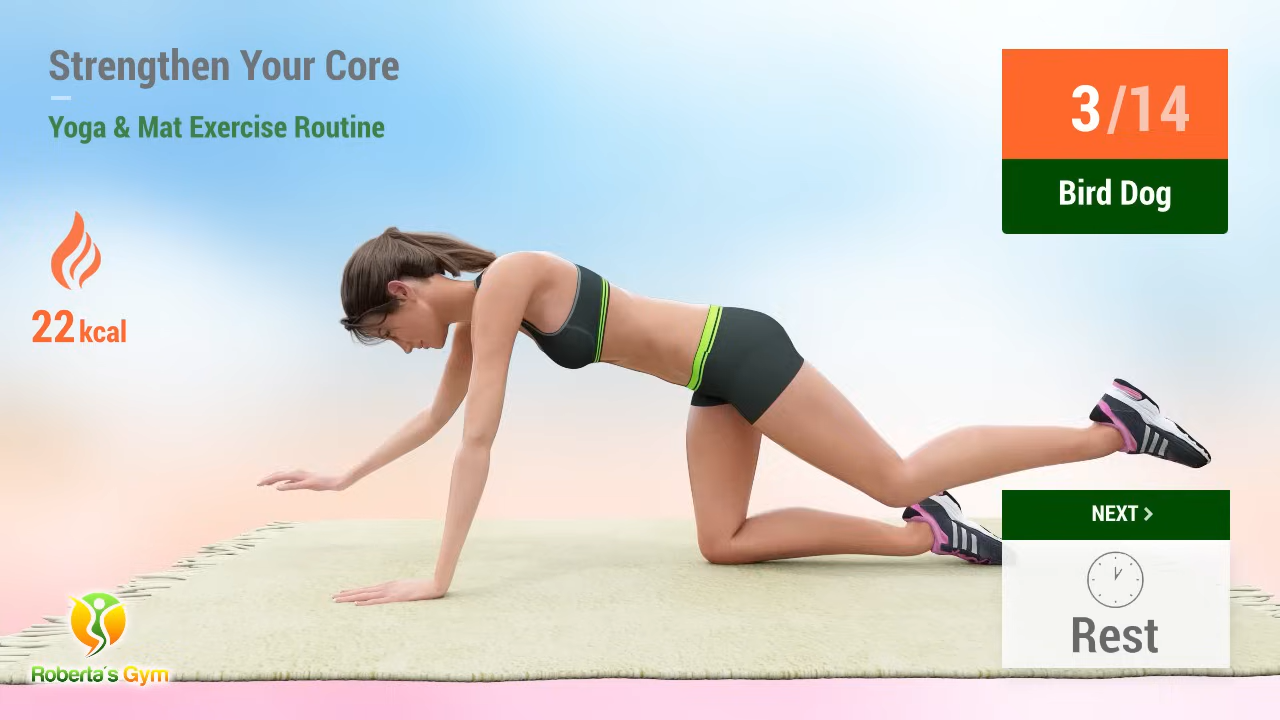 Strengthen Your Core
Yoga & Mat Exercise Routine
3/14
Bird Dog
22 kcal
NEXT >
Rest
Roberta´s Gym